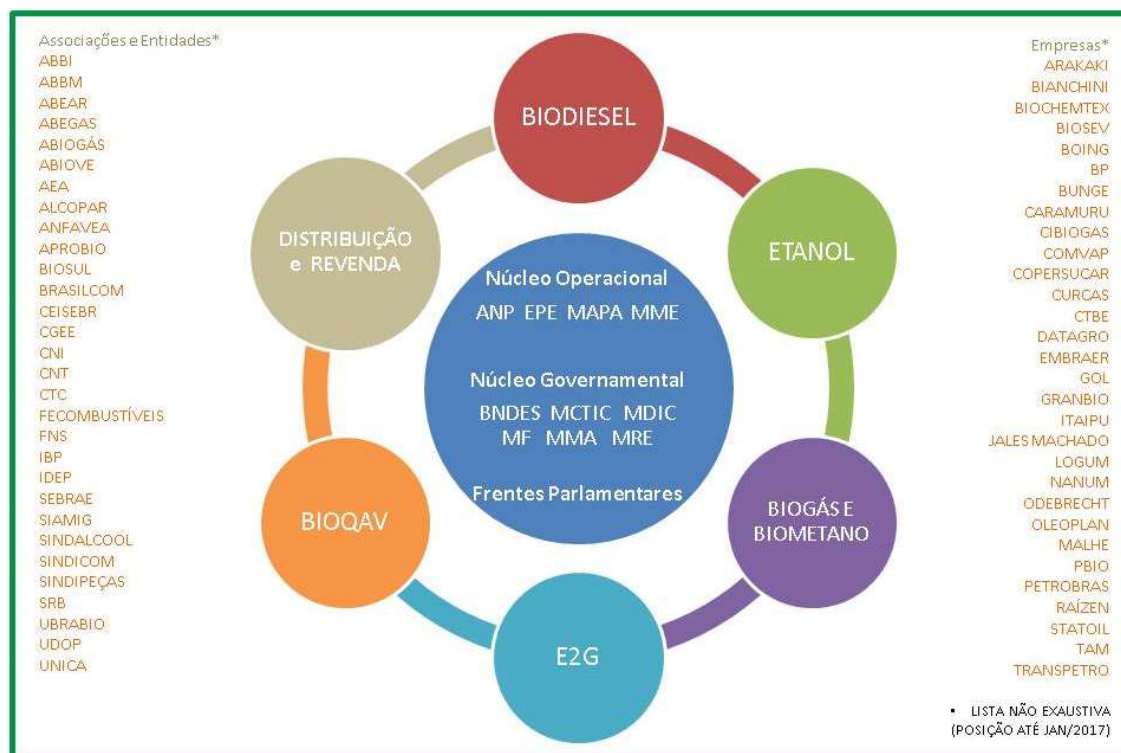 Associações e Entidades*
ABBI
ABBM
ABEAR
ABEGAS
ABIOGÁS
ABIOVE
AEA
ALCOPAR
ANFAVEA
APROBIO
BIOSUL
BRASILCOM
CEISEBR
CGEE
CNI
CNT
CTC
FECOMBUSTÍVEIS
FNS
IBP
IDEP
SEBRAE
SIAMIG
SINDALCOOL
SINDICOM
SINDIPEÇAS
SRB
UBRABIO
UDOP
UNICA
BIODIESEL
DISTRIBUIÇÃO
e REVENDA
ETANOL
Núcleo Operacional
ANP EPE MAPA MME
Núcleo Governamental
BNDES MCTIC MDIC
MF MMA MRE
Frentes Parlamentares
BIOQAV
BIOGÁS E
BIOMETANO
E2G
Empresas*
ARAKAKI
BIANCHINI
BIOCHEMTEX
BIOSEV
BOEING
BP
BUNGE
CARAMURU
CIBIOGAS
COMVAP
COPERSUCAR
CURCAS
CTBE
DATAGRO
EMBRAER
GOL
GRANBIO
ITAIPU
JALES MACHADO
LOGUM
NANUM
ODEBRECHT
OLEOPLAN
MALHE
PBIO
PETROBRAS
RAÍZEN
STATOIL
TAM
TRANSPETRO
• LISTA NÃO EXAUSTIVA
(POSIÇÃO ATÉ JAN/2017)